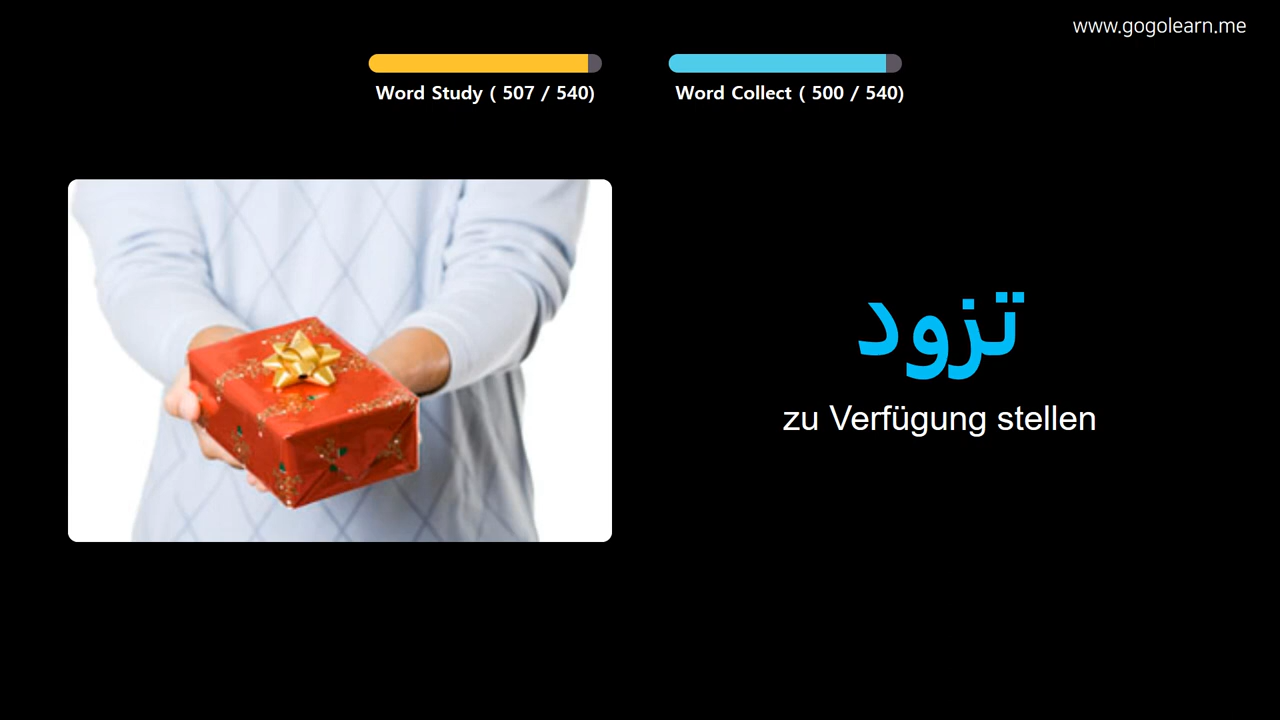 www.gogolearn.me
Word Study ( 507 / 540)
Word Collect ( 500 / 540)
تزود
zu Verfügung stellen